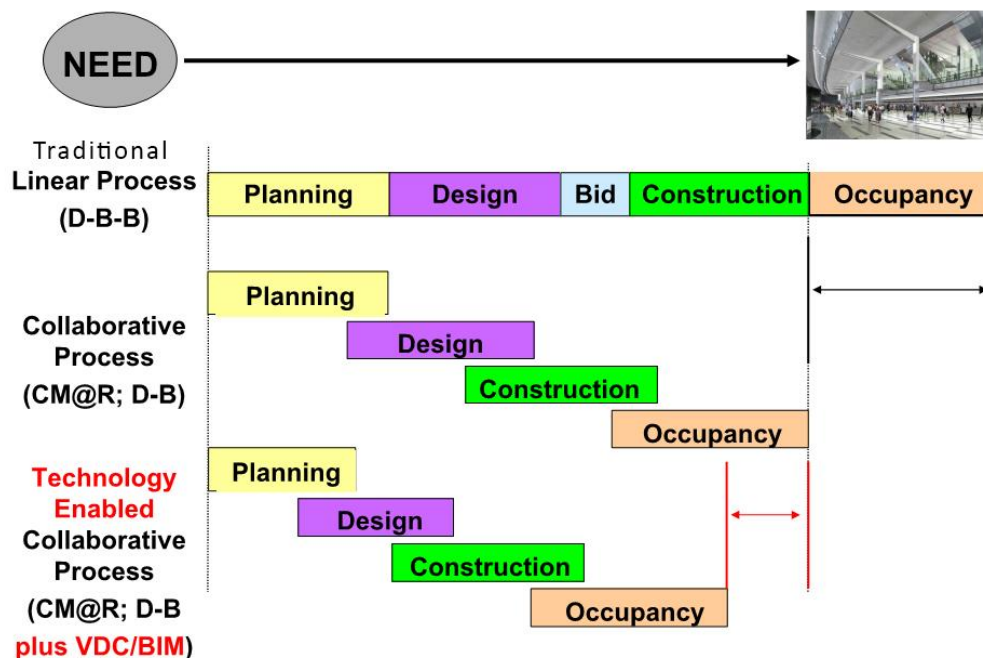 NEED
Traditional
Linear Process
(D-B-B)
Planning
Design
Bid
Construction
Occupancy
Collaborative
Process
(CM@R; D-B)
Planning
Design
Construction
Occupancy
Technology
Enabled
Collaborative
Process
(CM@R; D-B
plus VDC/BIM)
Planning
Design
Construction
Occupancy